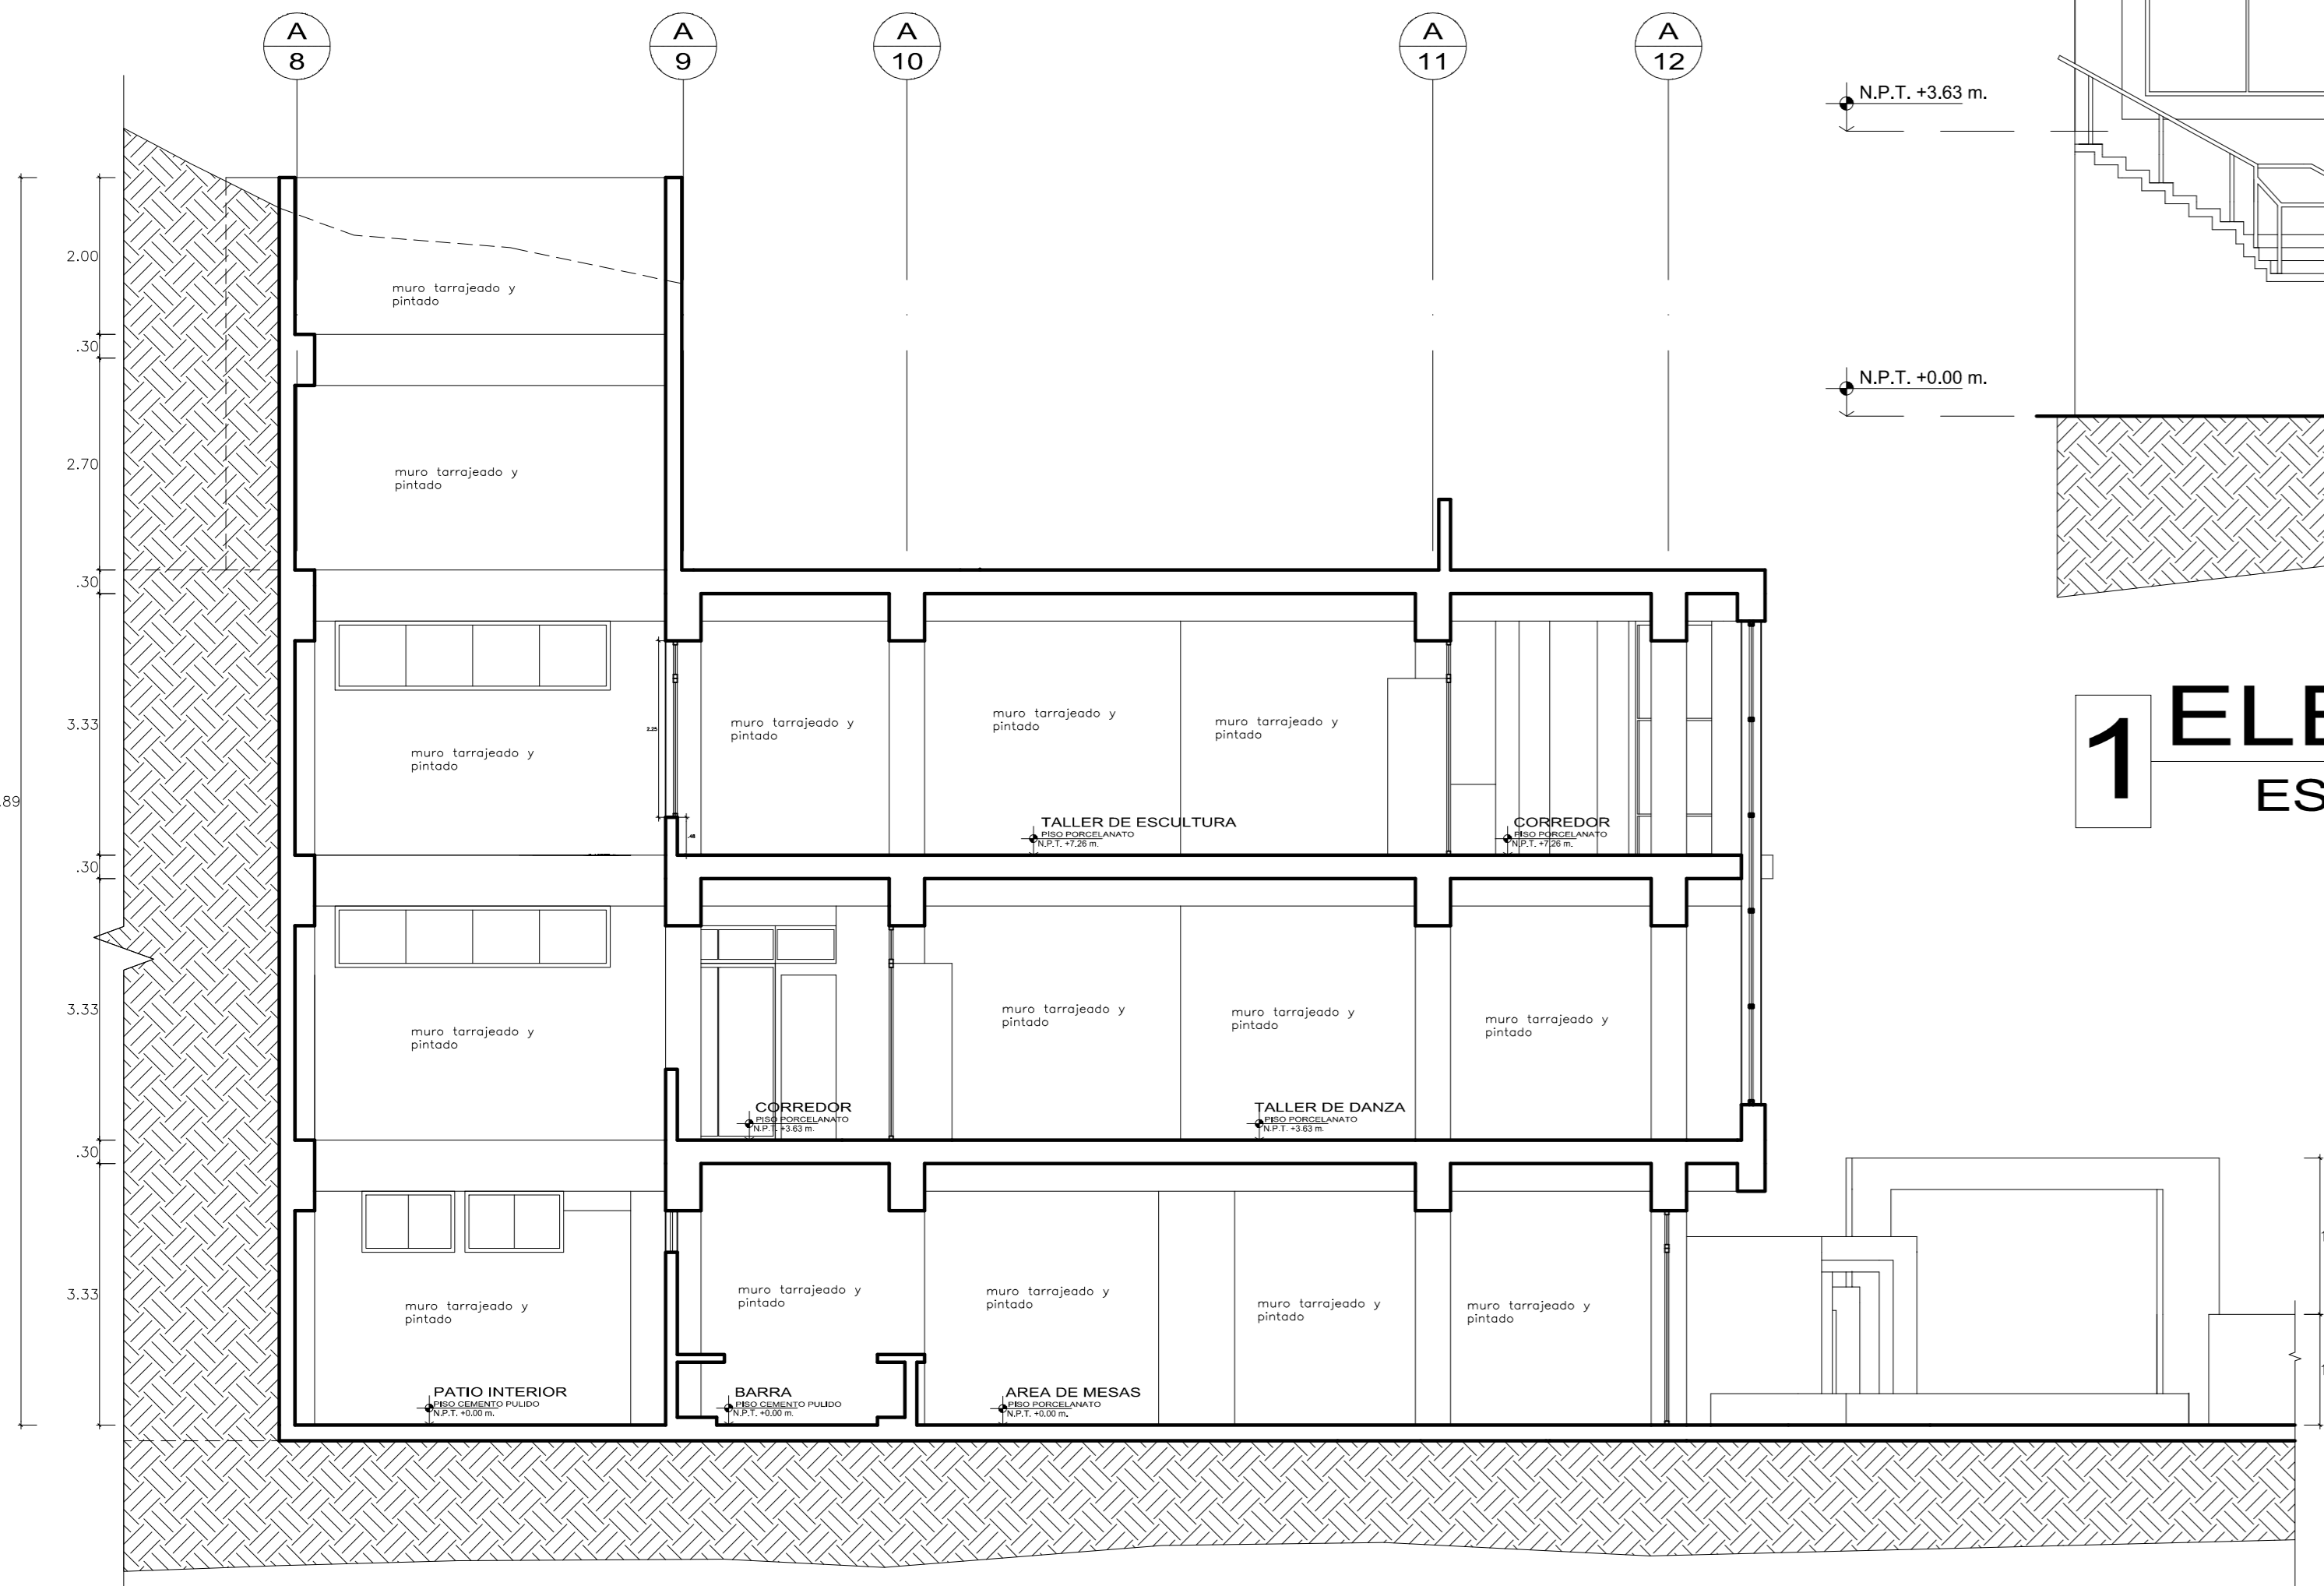 A
8
A
9
A
10
A
11
A
12
N.P.T. +3.63 m.
N.P.T. +0.00 m.
2.00
.30
2.70
.30
3.33
.89
.30
3.33
.30
3.33
muro tarrajeado y
pintado
muro tarrajeado y
pintado
muro tarrajeado y
pintado
2.25
.48
muro tarrajeado y
pintado
muro tarrajeado y
pintado
muro tarrajeado y
pintado
TALLER DE ESCULTURA
PISO PORCELANATO
N.P.T. +7.26 m.
CORREDOR
PISO PORCELANATO
N.P.T. +7.26 m.
1
ELE
ES
muro tarrajeado y
pintado
muro tarrajeado y
pintado
muro tarrajeado y
pintado
muro tarrajeado y
pintado
CORREDOR
PISO PORCELANATO
N.P.T. +3.63 m.
TALLER DE DANZA
PISO PORCELANATO
N.P.T. +3.63 m.
muro tarrajeado y
pintado
muro tarrajeado y
pintado
muro tarrajeado y
pintado
muro tarrajeado y
pintado
muro tarrajeado y
pintado
PATIO INTERIOR
PISO CEMENTO PULIDO
N.P.T. +0.00 m.
BARRA
PISO CEMENTO PULIDO
N.P.T. +0.00 m.
AREA DE MESAS
PISO PORCELANATO
N.P.T. +0.00 m.